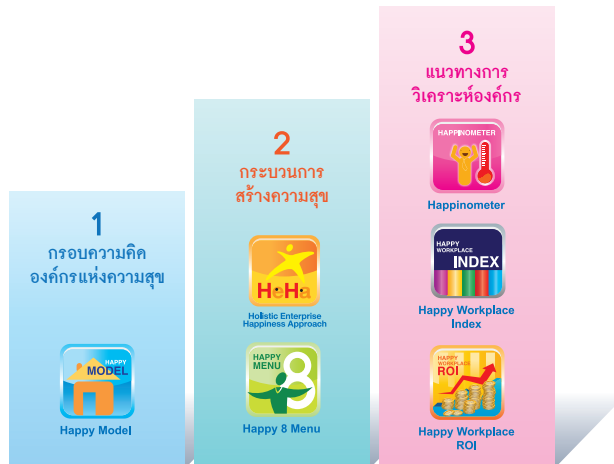 1
กรอบความคิด
องค์กรแห่งความสุข
HAPPY
MODEL
Happy Model
2
กระบวนการ
สร้างความสุข
HeHa
Holistic Enterprise
Happiness Approach
HAPPY
MENU 8
Happy 8 Menu
3
แนวทางการ
วิเคราะห์องค์กร
HAPPINOMETER
Happinometer
HAPPY
WORKPLACE
INDEX
Happy Workplace
Index
HAPPY
WORKPLACE
ROI
Happy Workplace
ROI